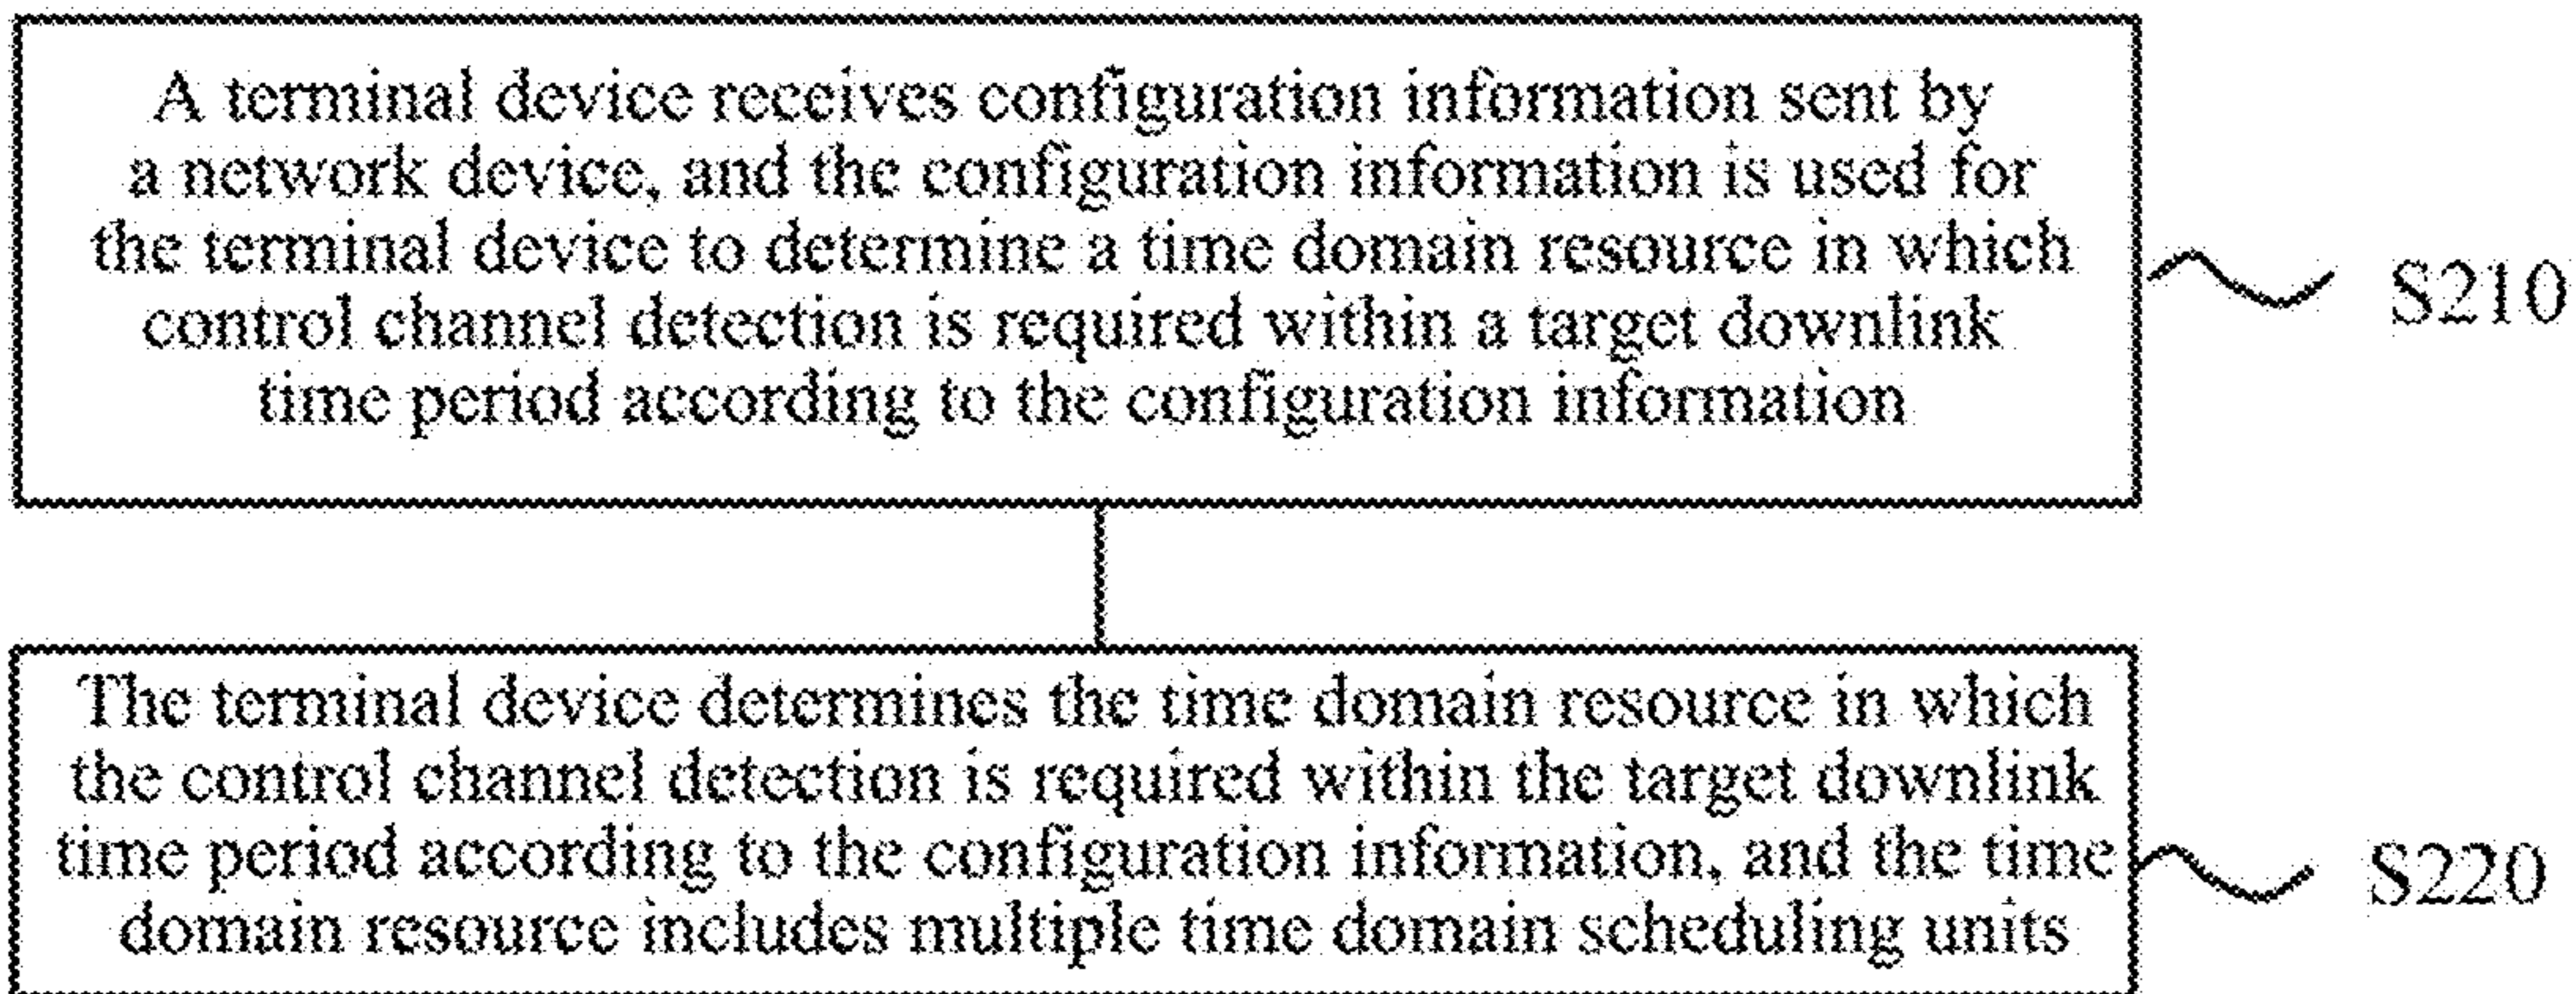 A terminal device receives configuration information sent by
a network device, and the configuration information is used for
the terminal device to determine a time domain resource in which
control channel detection is required within a target downlink
time period according to the configuration information
S210
The terminal device determines the time domain resource in which
the control channel detection is required within the target downlink
time period according to the configuration information, and the time
domain resource includes multiple time domain scheduling units
S220